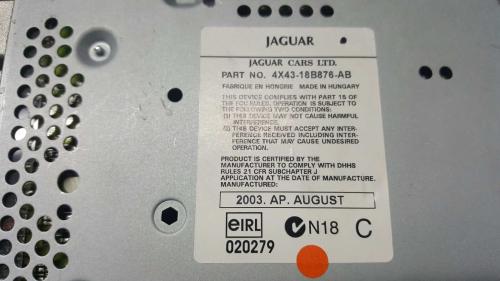 JAGUAR
JAGUAR CARS LTD.
PART NO. 4X43-18B876-AB
FABRIQUE EN HONGRIE MADE IN HUNGARY
THIS DEVICE COMPLIES WITH PART 15 OF
THE FCC RULES, OPERATION IS SUBJECT TO
THE FOLLOWING TWO CONDITIONS:
(1) THIS DEVICE MAY NOT CAUSE HARMFUL
INTERFERENCE.
(2) THIS DEVICE MUST ACCEPT ANY INTER-
FERENCE RECEIVED INCLUDING INTER-
FERENCE THAT MAY CAUSE UNDESIRED
OPERATION.
PRODUCT IS CERTIFIED BY THE
MANUFACTURER TO COMPLY WITH DHHS
RULES 21 CFR SUBCHAPTER J
APPLICATION AT THE DATE OF MANUFACTURE.
MANUFACTURED:
2003. AP. AUGUST
eIRL N18 C
020279